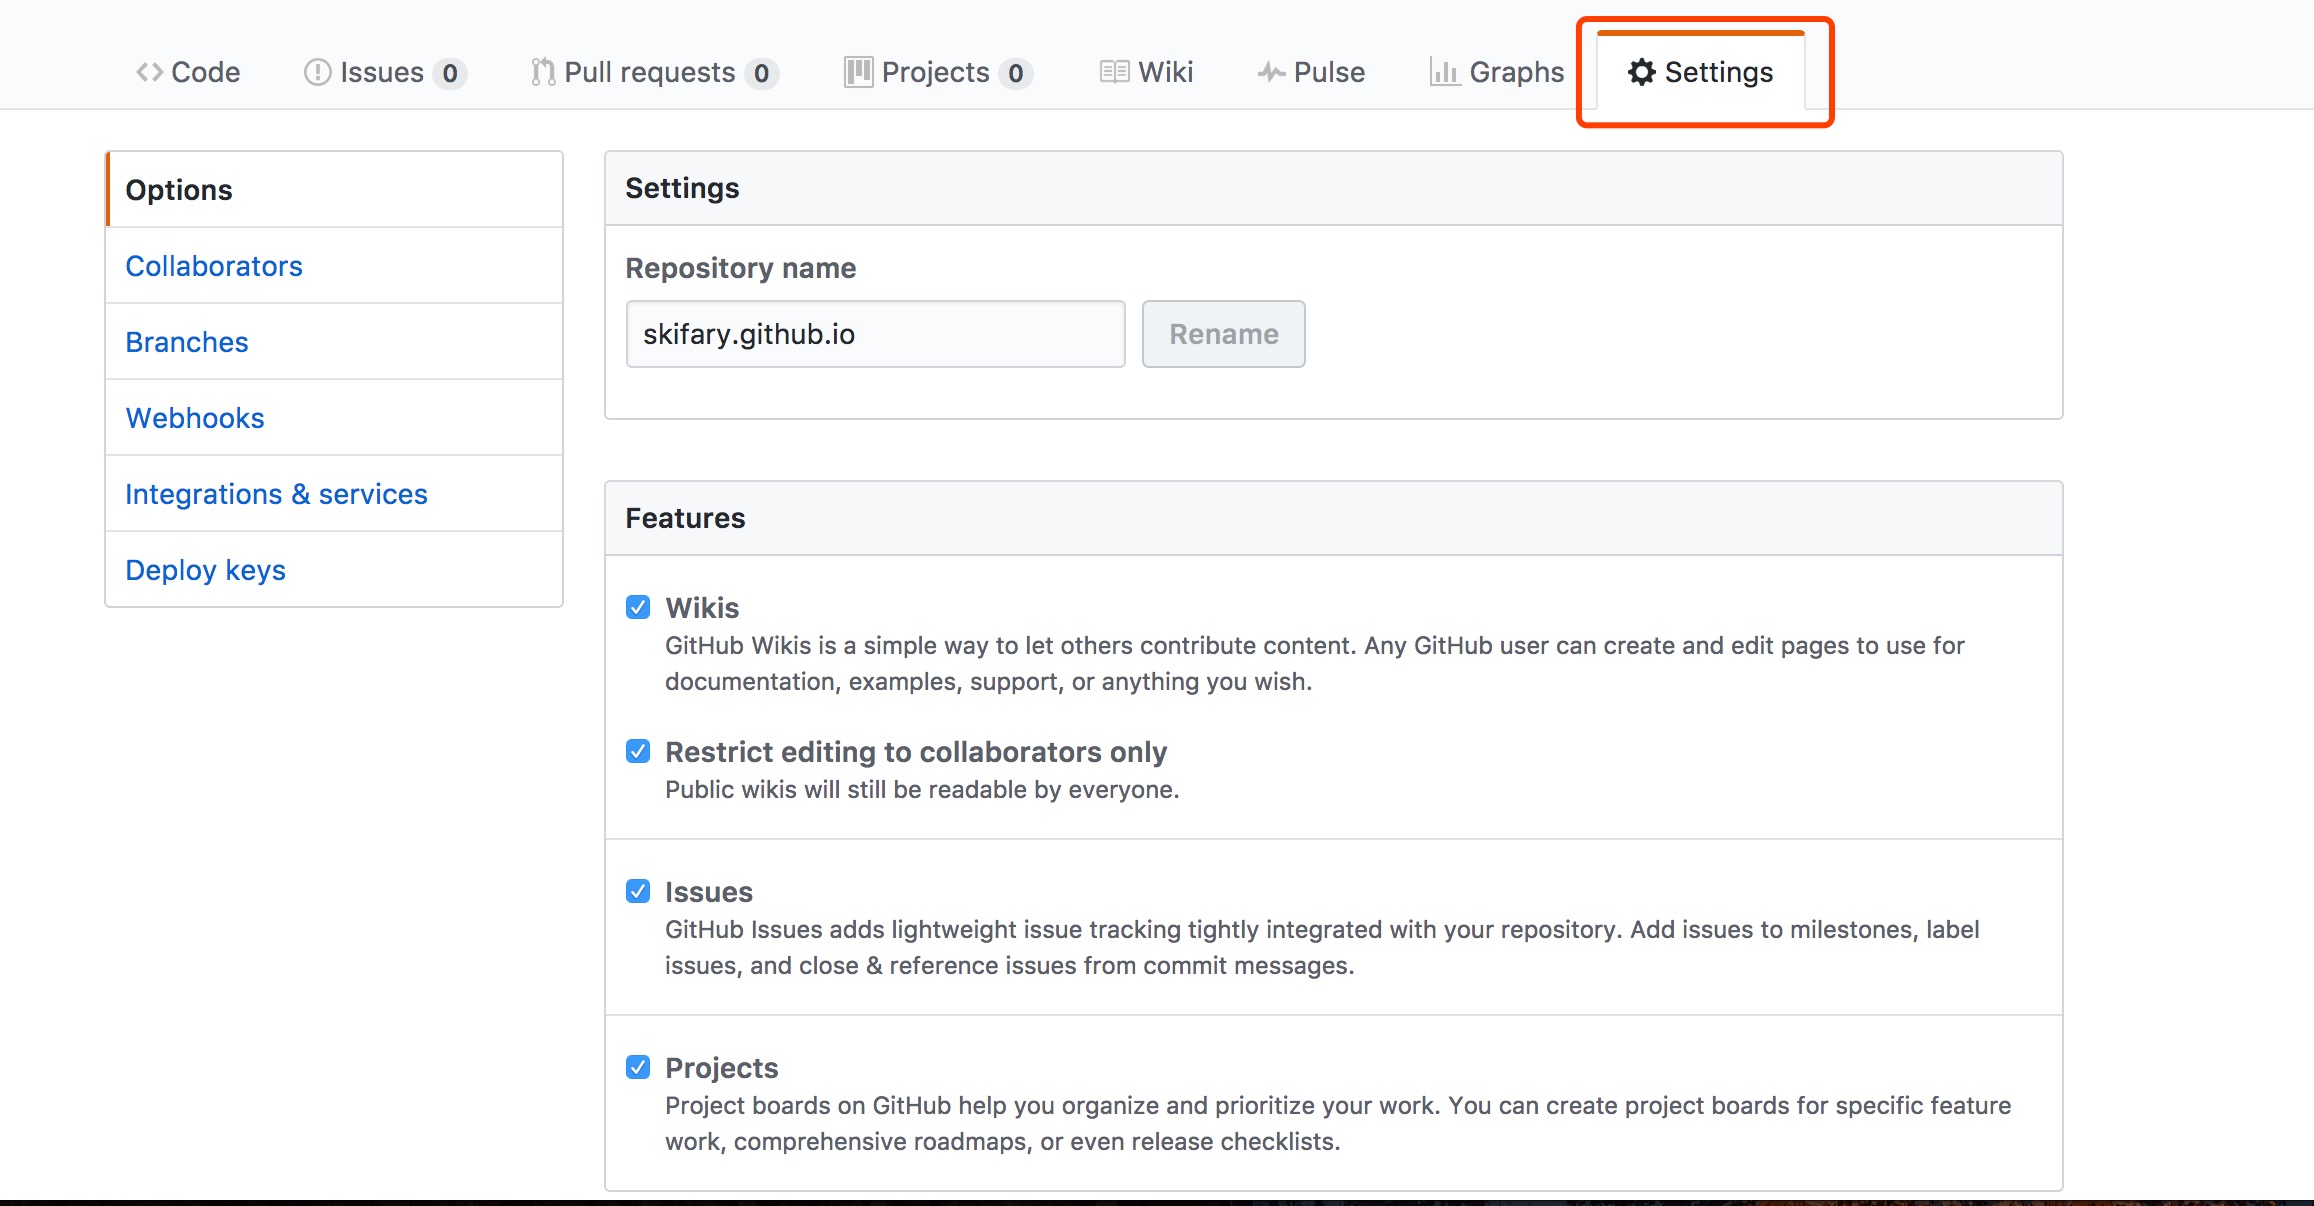 Code Issues 0 Pull requests 0 Projects 0 Wiki Pulse Graphs Settings
Options
Collaborators
Branches
Webhooks
Integrations & services
Deploy keys
Settings
Repository name
skifary.github.io Rename
Features
Wikis
GitHub Wikis is a simple way to let others contribute content. Any GitHub user can create and edit pages to use for
documentation, examples, support, or anything you wish.
Restrict editing to collaborators only
Public wikis will still be readable by everyone.
Issues
GitHub Issues adds lightweight issue tracking tightly integrated with your repository. Add issues to milestones, label
issues, and close & reference issues from commit messages.
Projects
Project boards on GitHub help you organize and prioritize your work. You can create project boards for specific feature
work, comprehensive roadmaps, or even release checklists.